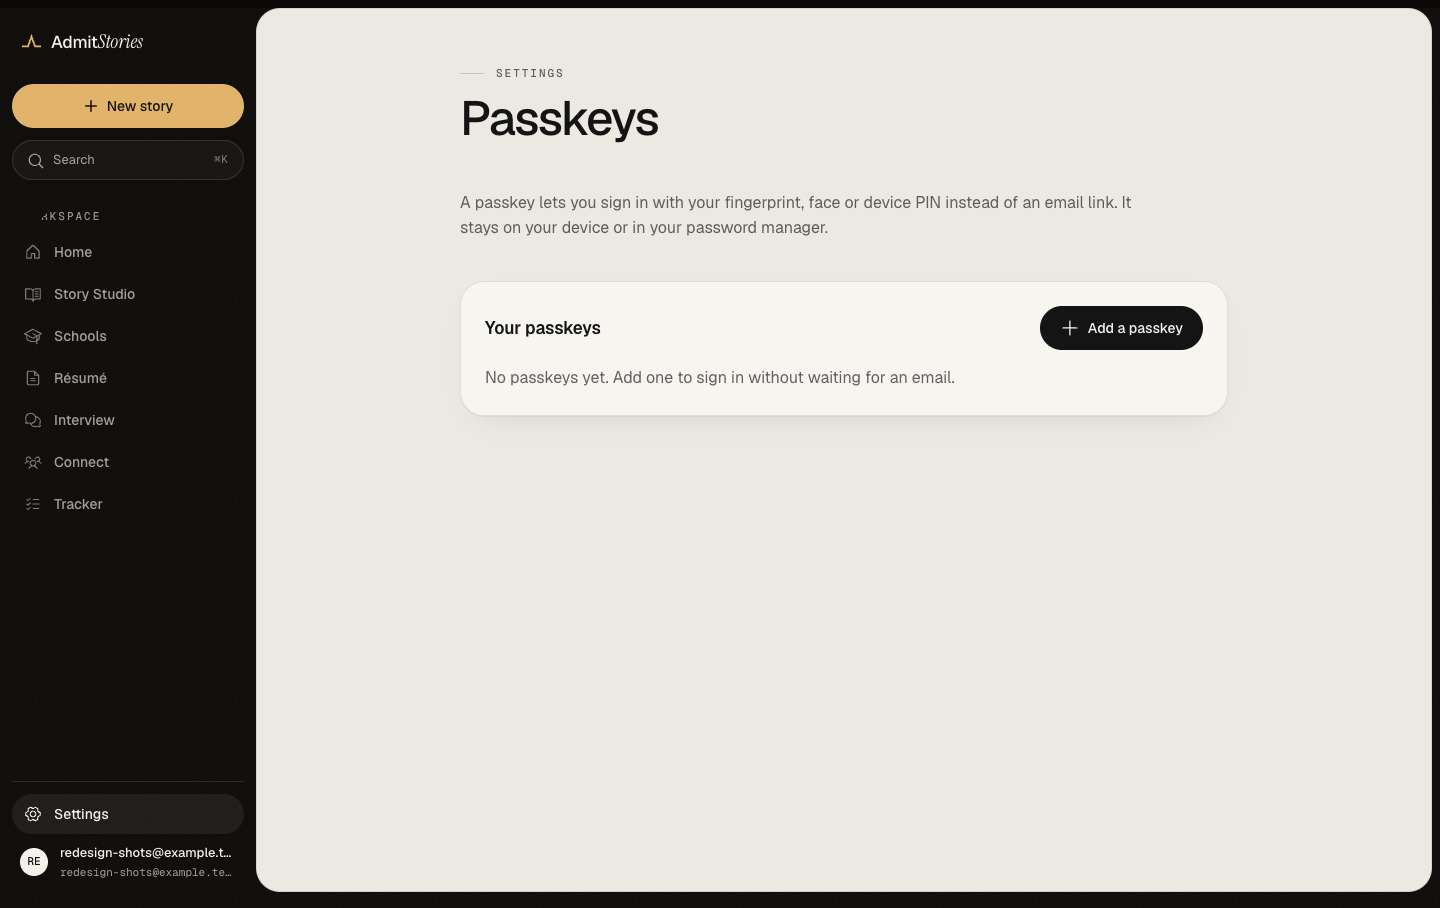 AdmitStories
New story
Search ⌘K
KSPACE
Home
Story Studio
Schools
Résumé
Interview
Connect
Tracker
Settings
RE
redesign-shots@example.t…
redesign-shots@example.te…
SETTINGS
Passkeys
A passkey lets you sign in with your fingerprint, face or device PIN instead of an email link. It
stays on your device or in your password manager.
Your passkeys
Add a passkey
No passkeys yet. Add one to sign in without waiting for an email.